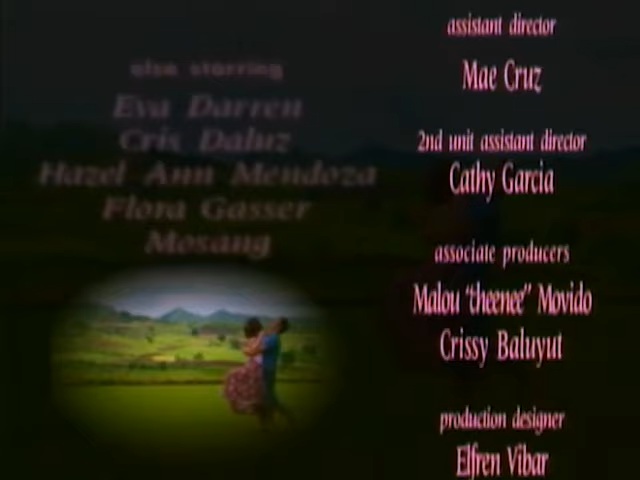 also starring
Eva Darren
Cris Daluz
Hazel Ann Mendoza
Flora Gasser
Mosang
assistant director
Mae Cruz
2nd unit assistant director
Cathy Garcia
associate producers
Malou "theenee" Movido
Crissy Baluyut
production designer
Elfren Vibar